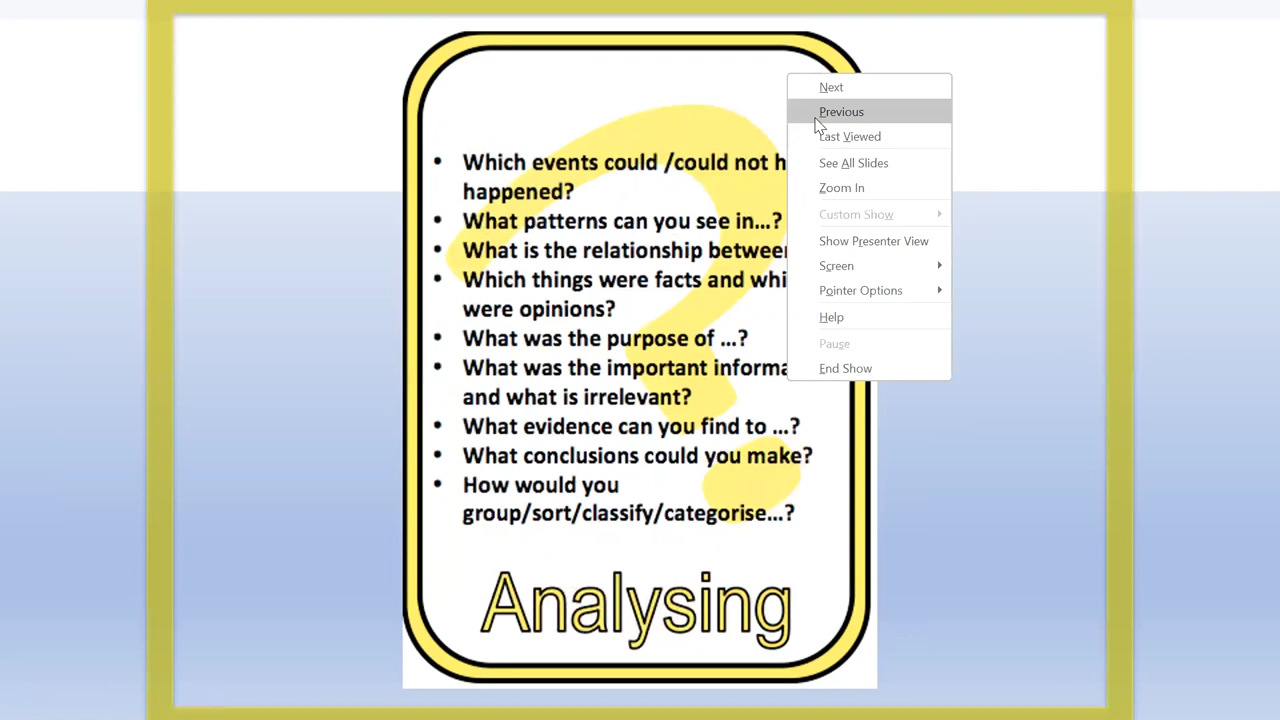 • Which events could /could not h
happened?
• What patterns can you see in...?
• What is the relationship between
• Which things were facts and whi
were opinions?
• What was the purpose of ...?
• What was the important informa
and what is irrelevant?
• What evidence can you find to ...?
• What conclusions could you make?
• How would you
group/sort/classify/categorise...?
Analysing
Next
Previous
Last Viewed
See All Slides
Zoom In
Custom Show
Show Presenter View
Screen
Pointer Options
Help
Pause
End Show